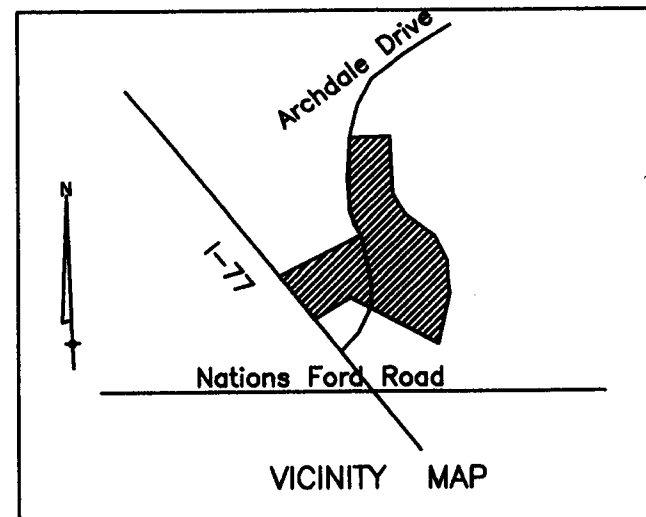 Archdale Drive
N
I-77
Nations Ford Road
VICINITY MAP